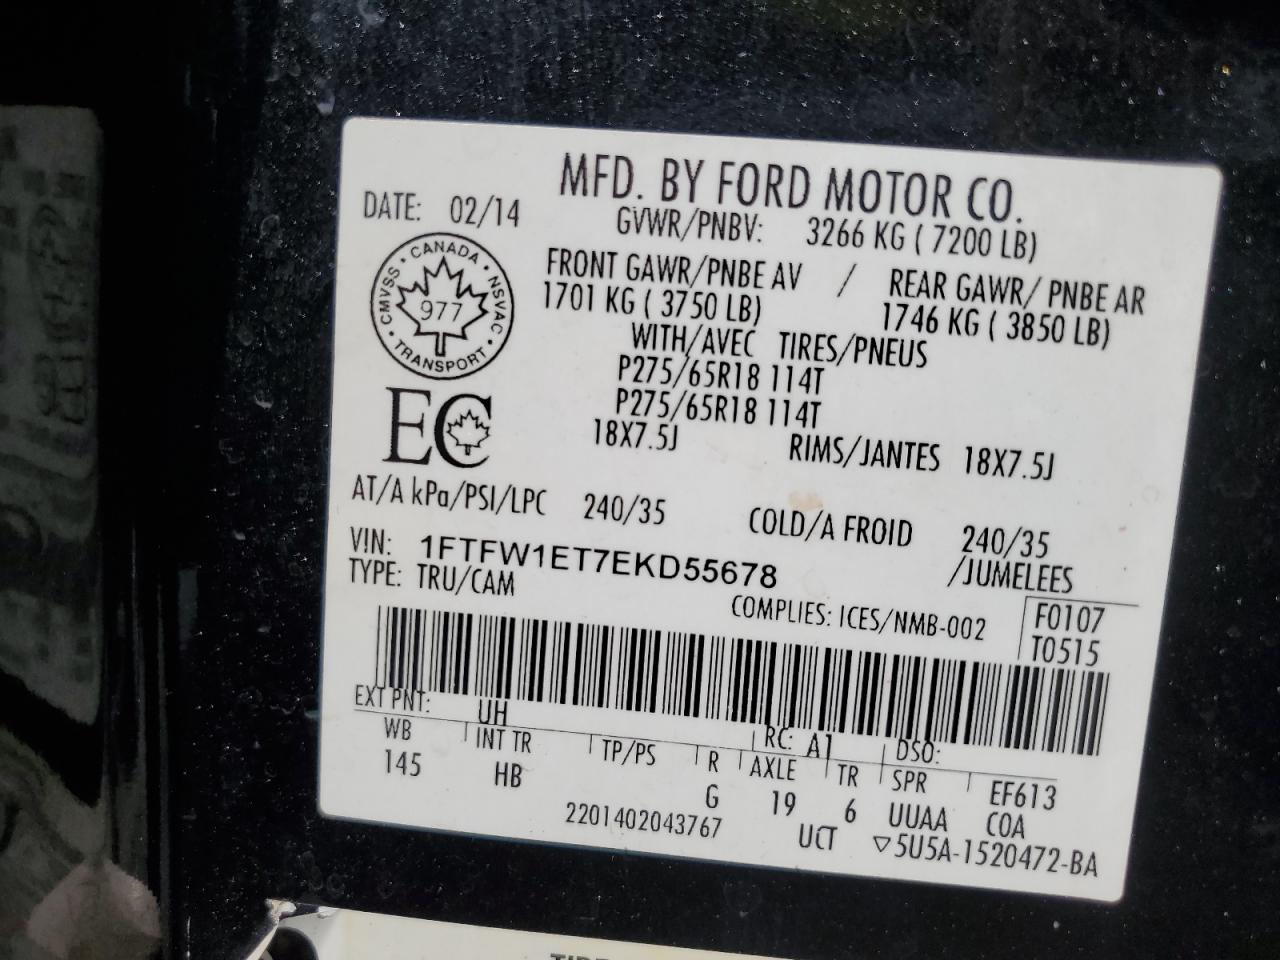 MFD. BY FORD MOTOR CO.
DATE: 02/14 GVWR/PNBV: 3266 KG ( 7200 LB)
FRONT GAWR/PNBE AV / REAR GAWR/ PNBE AR
1701 KG ( 3750 LB) 1746 KG ( 3850 LB)
WITH/AVEC TIRES/PNEUS
P275/65R18 114T
P275/65R18 114T
18X7.5J RIMS/JANTES 18X7.5J
CMVSS • CANADA • NSVAC • TRANSPORT •
977
EC
AT/A kPa/PSI/LPC 240/35 COLD/A FROID 240/35
VIN: 1FTFW1ET7EKD55678 /JUMELEES
TYPE: TRU/CAM
COMPLIES: ICES/NMB-002 F0107
T0515
EXT PNT: UH RC: A1 DSO:
WB INT TR TP/PS R AXLE TR SPR EF613
145 HB G 19 6 UUAA COA
2201402043767 UCT ▽5U5A-1520472-BA